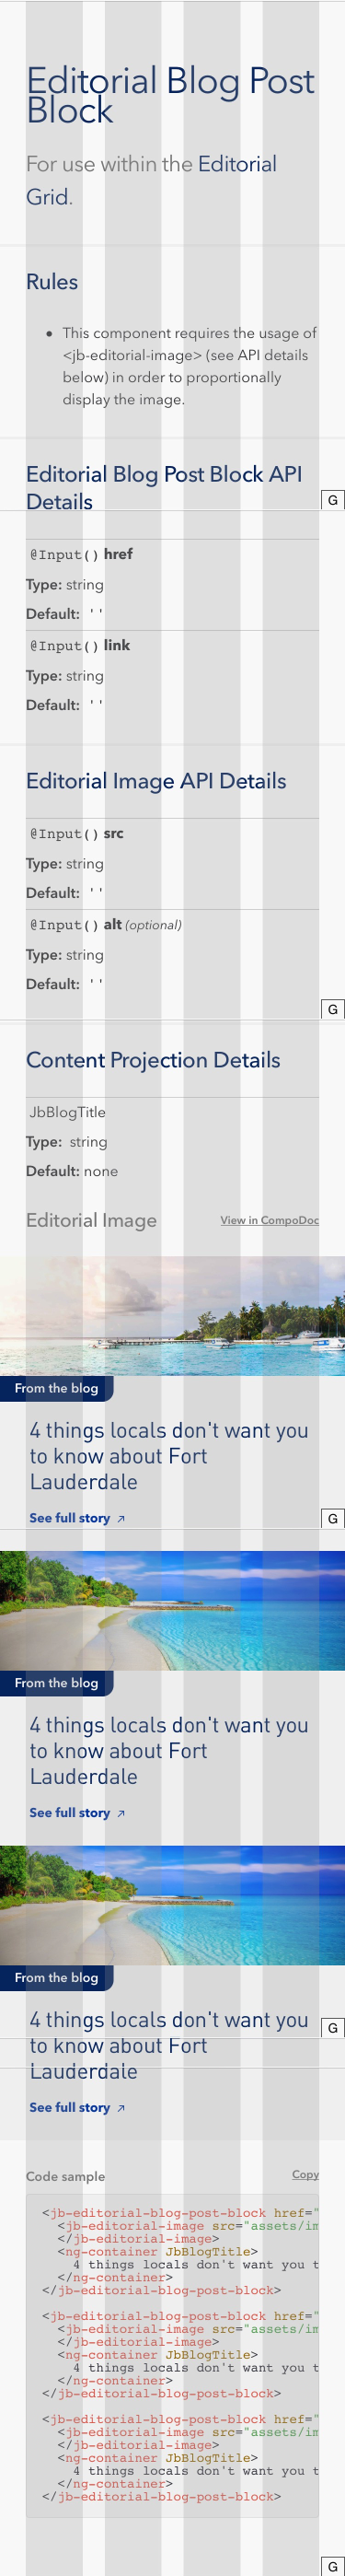 Editorial Blog Post
Block
For use within the Editorial
Grid.
Rules
• This component requires the usage of
<jb-editorial-image> (see API details
below) in order to proportionally
display the image.
Editorial Blog Post Block API
Details
G
@Input() href
Type: string
Default: ''
@Input() link
Type: string
Default: ''
Editorial Image API Details
@Input() src
Type: string
Default: ''
@Input() alt (optional)
Type: string
Default: ''
G
Content Projection Details
JbBlogTitle
Type: string
Default: none
Editorial Image View in CompoDoc
From the blog
4 things locals don't want you
to know about Fort
Lauderdale
See full story ↗
G
From the blog
4 things locals don't want you
to know about Fort
Lauderdale
See full story ↗
From the blog
4 things locals don't want you
G
to know about Fort
Lauderdale
See full story ↗
Code sample Copy
<jb-editorial-blog-post-block href="
<jb-editorial-image src="assets/im
</jb-editorial-image>
<ng-container JbBlogTitle>
4 things locals don't want you t
</ng-container>
</jb-editorial-blog-post-block>
<jb-editorial-blog-post-block href="
<jb-editorial-image src="assets/im
</jb-editorial-image>
<ng-container JbBlogTitle>
4 things locals don't want you t
</ng-container>
</jb-editorial-blog-post-block>
<jb-editorial-blog-post-block href="
<jb-editorial-image src="assets/im
</jb-editorial-image>
<ng-container JbBlogTitle>
4 things locals don't want you t
</ng-container>
</jb-editorial-blog-post-block>
G